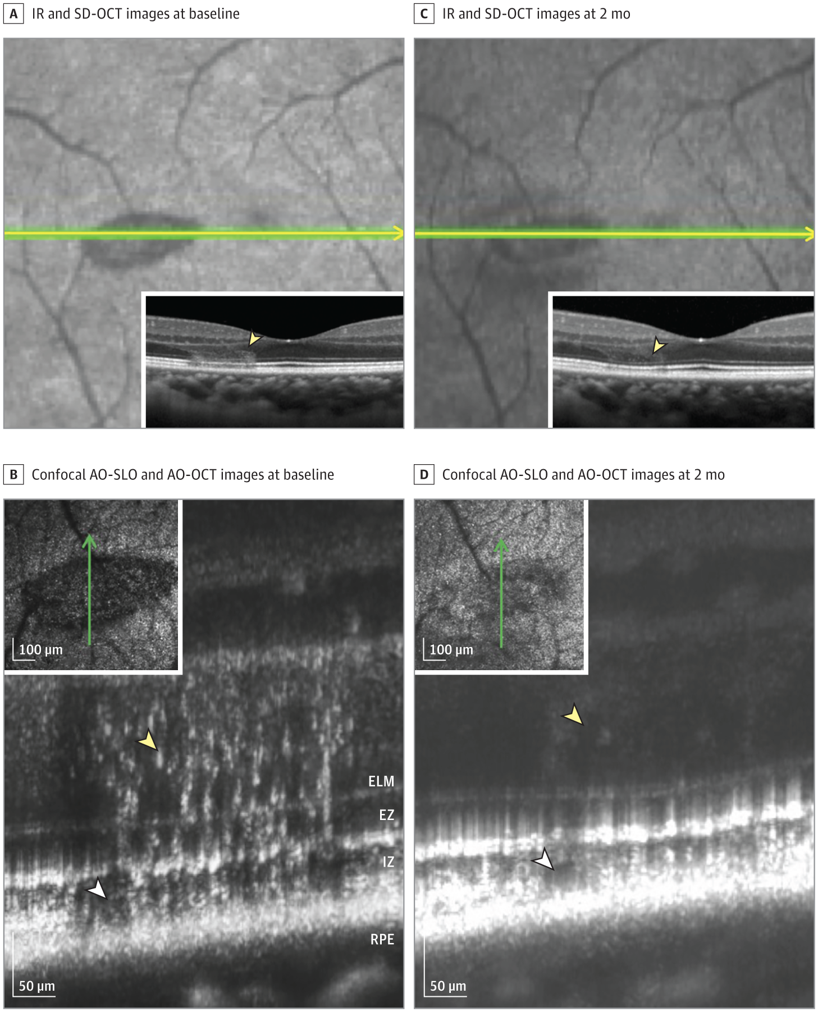 A IR and SD-OCT images at baseline
C IR and SD-OCT images at 2 mo
B Confocal AO-SLO and AO-OCT images at baseline
100 µm
ELM
EZ
IZ
RPE
50 µm
D Confocal AO-SLO and AO-OCT images at 2 mo
100 µm
50 µm